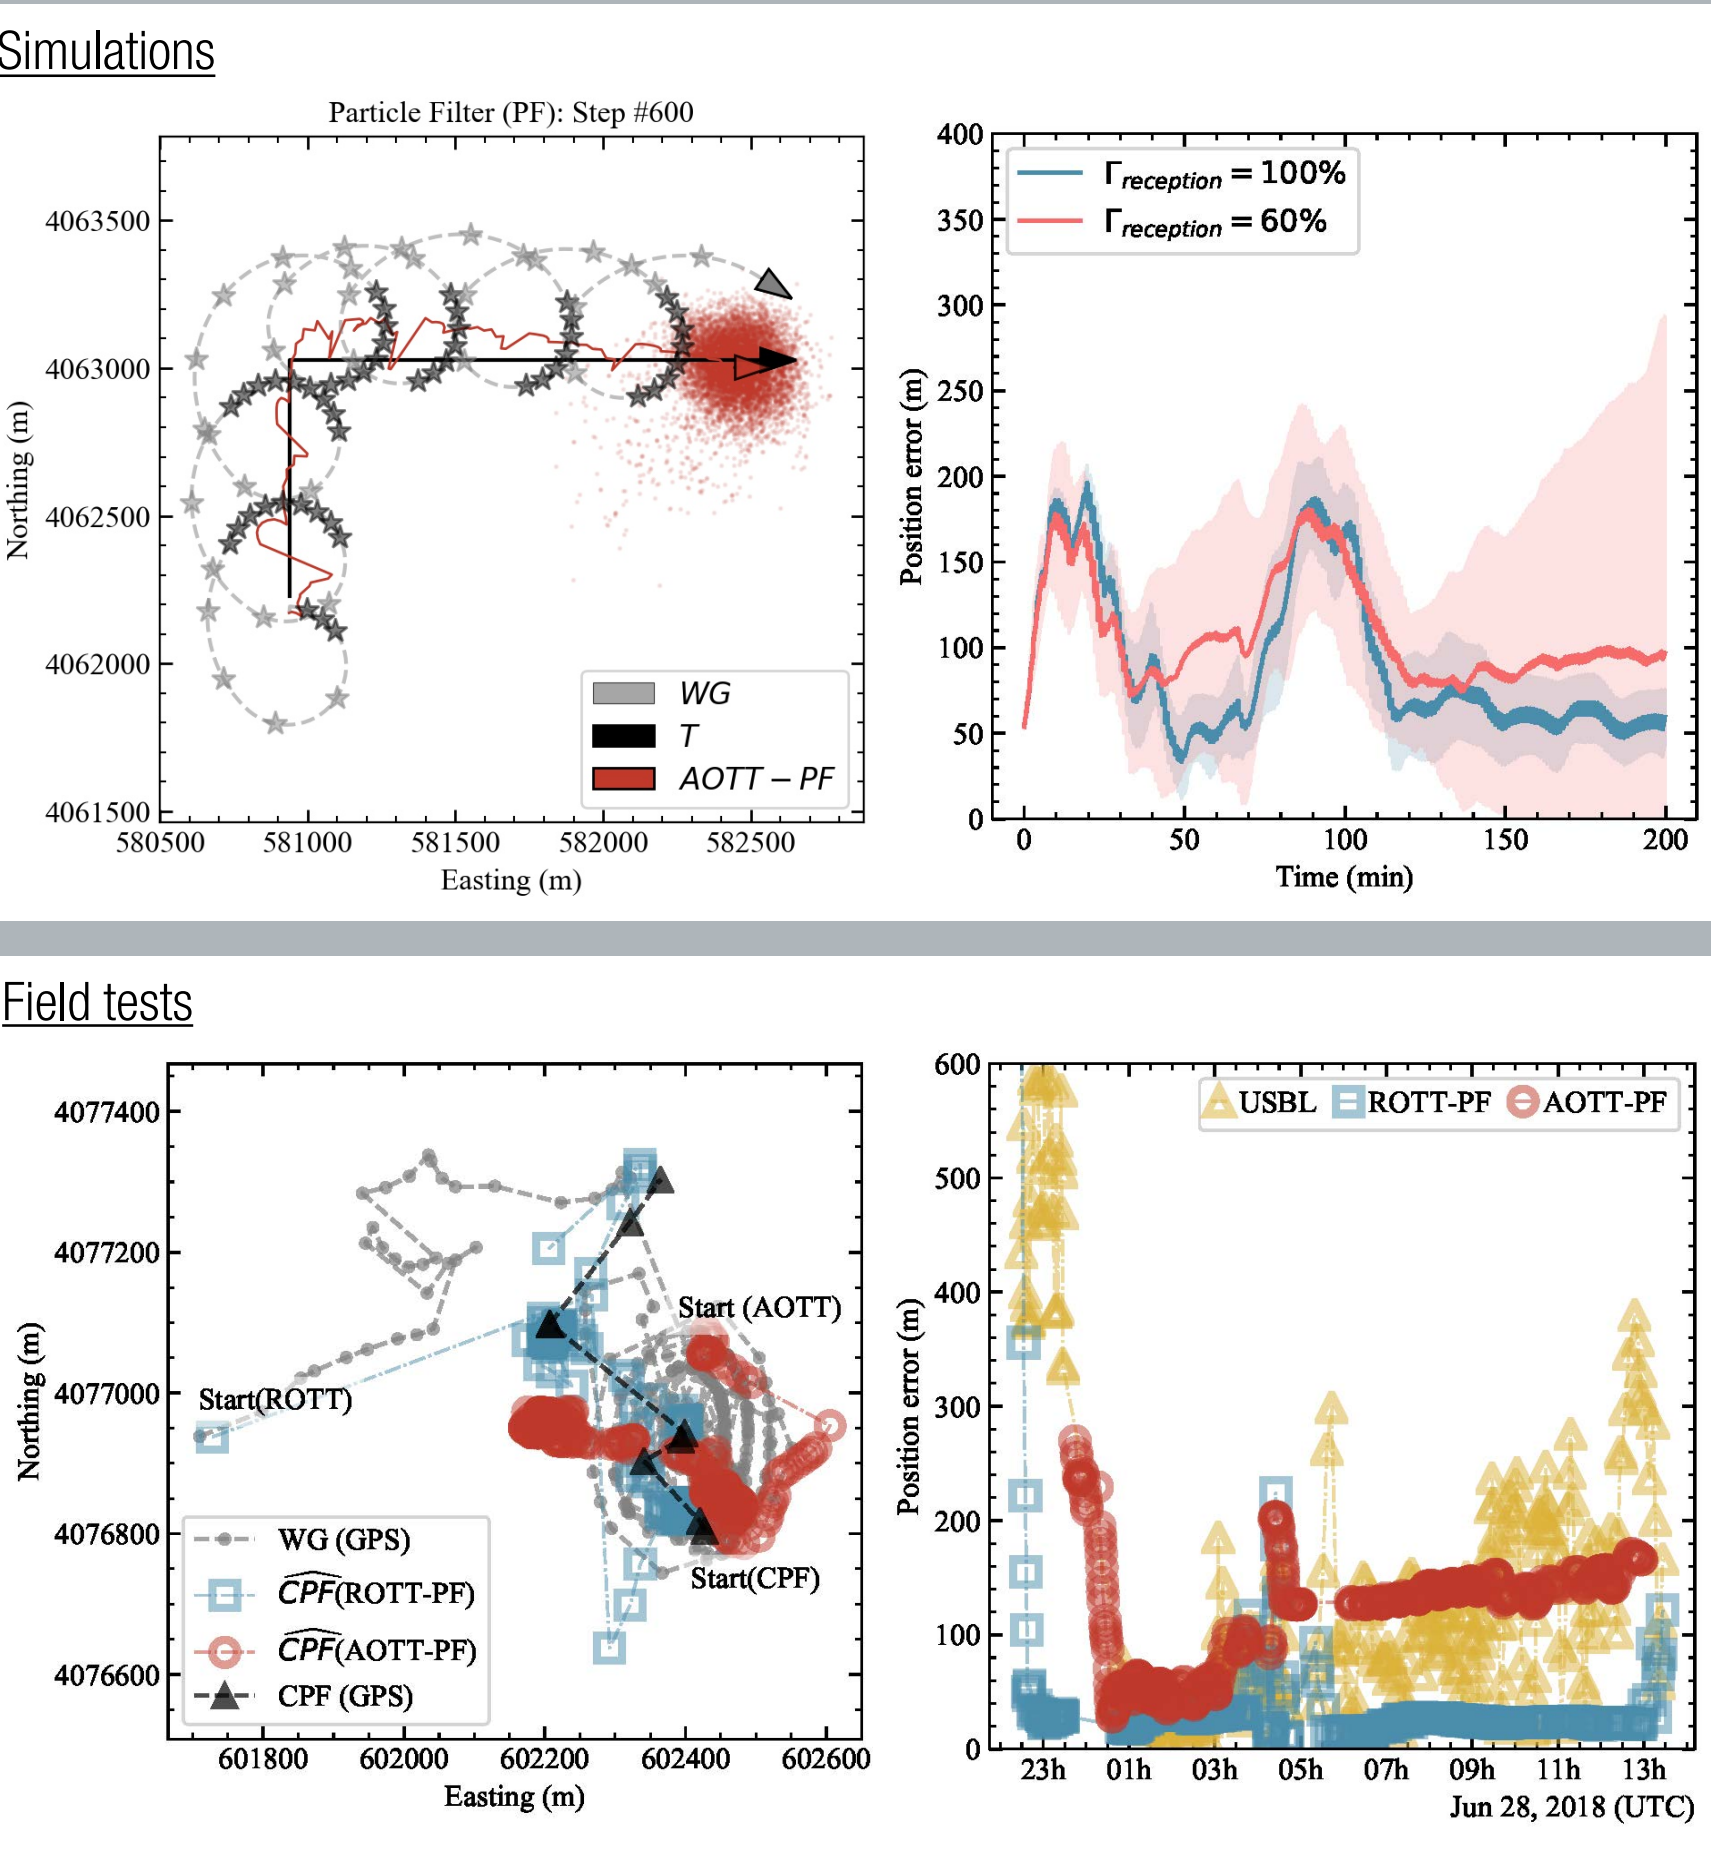 Simulations
Particle Filter (PF): Step #600
4063500
4063000
4062500
4062000
4061500
Northing (m)
580500 581000 581500 582000 582500
Easting (m)
WG
T
AOTT − PF
400
350
300
250
200
150
100
50
0
Position error (m)
Γreception = 100%
Γreception = 60%
0 50 100 150 200
Time (min)
Field tests
4077400
4077200
4077000
4076800
4076600
Northing (m)
Start (AOTT)
Start(ROTT)
Start(CPF)
WG (GPS)
CPF(ROTT-PF)
CPF(AOTT-PF)
CPF (GPS)
601800 602000 602200 602400 602600
Easting (m)
600
500
400
300
200
100
0
Position error (m)
USBL ROTT-PF AOTT-PF
23h 01h 03h 05h 07h 09h 11h 13h
Jun 28, 2018 (UTC)